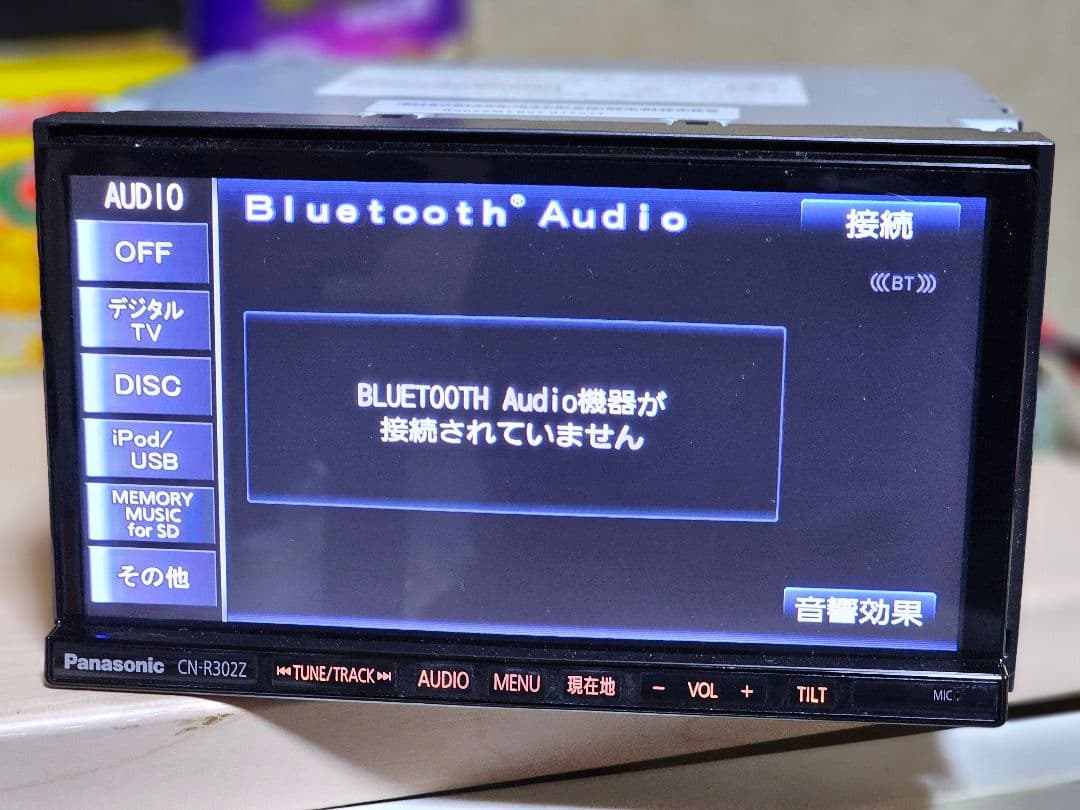 AUDIO
Bluetooth® Audio
接続
OFF
BT
デジタル
TV
DISC
BLUETOOTH Audio機器が
接続されていません
iPod/
USB
MEMORY
MUSIC
for SD
その他
音響効果
Panasonic CN-R302Z
TUNE/TRACK
AUDIO
MENU
現在地
− VOL +
TILT
MIC